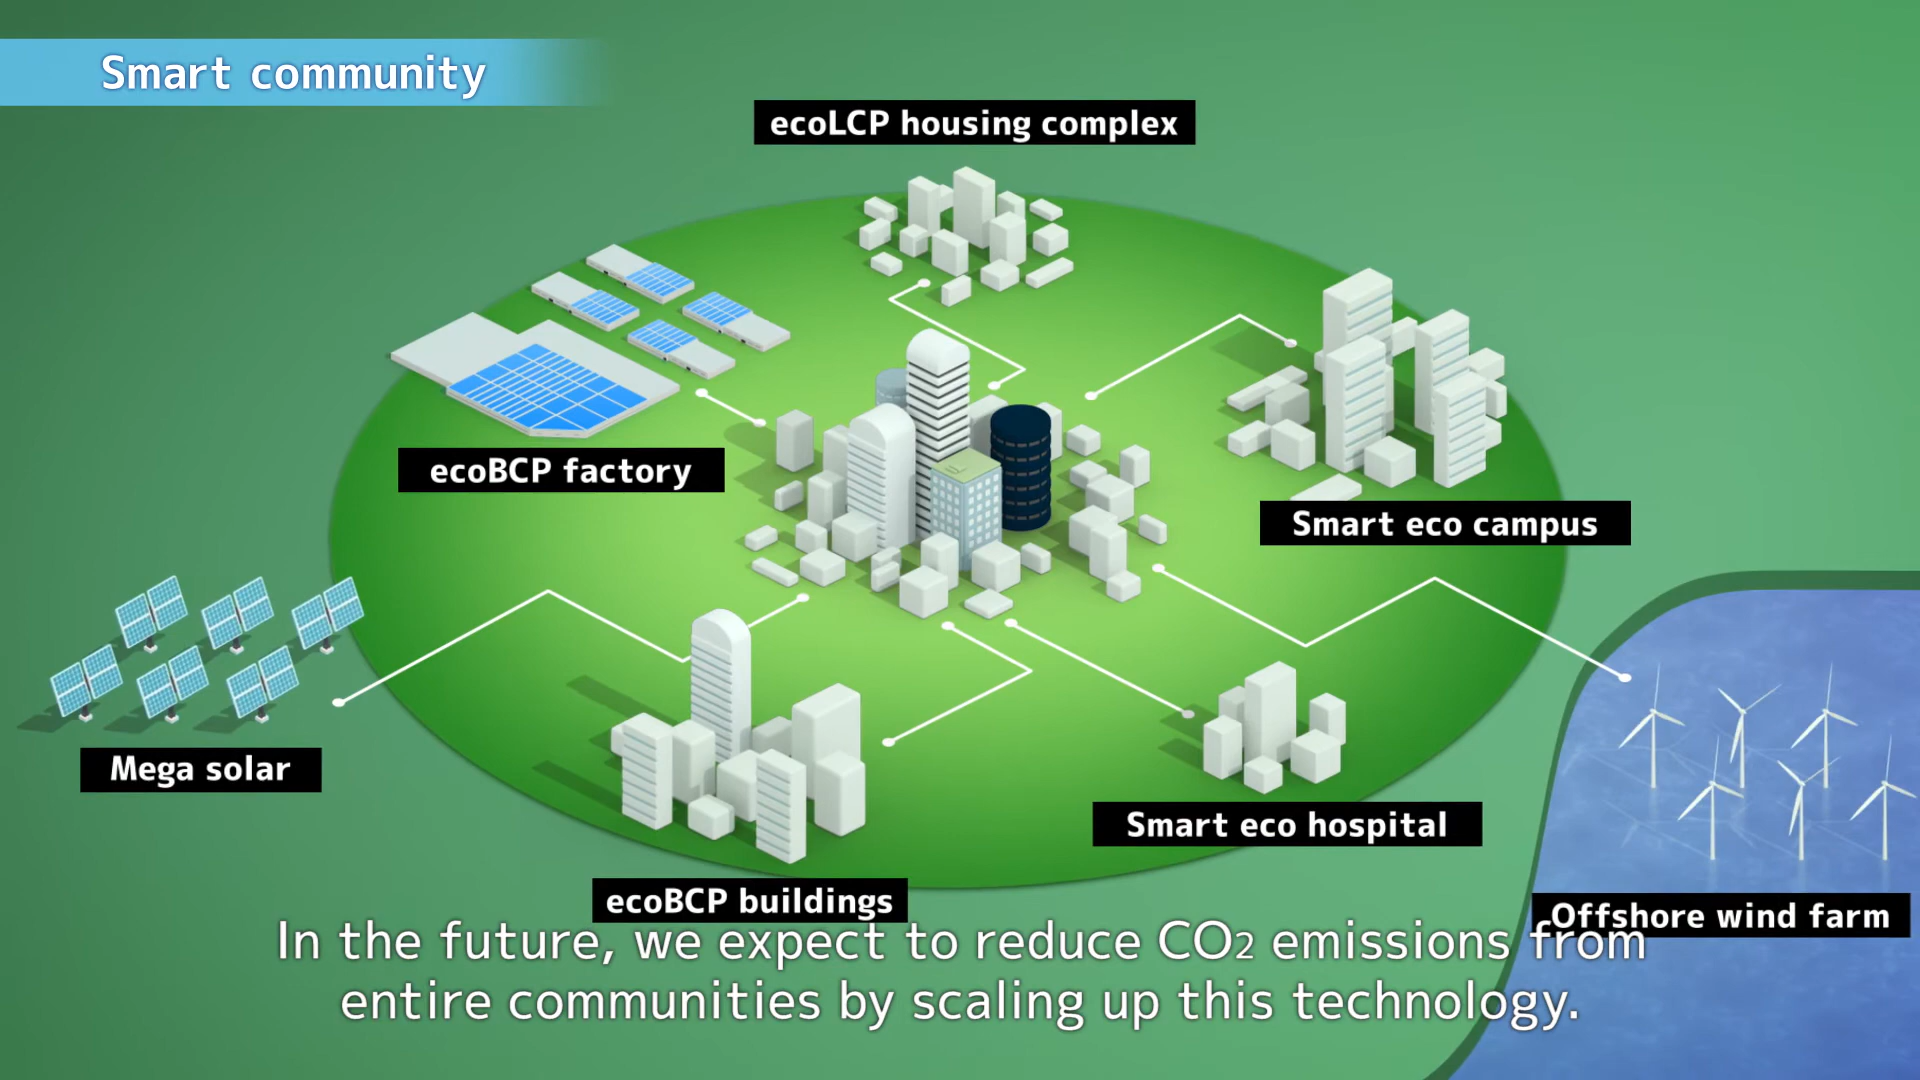 Smart community
ecoLCP housing complex
ecoBCP factory
Smart eco campus
Mega solar
Smart eco hospital
ecoBCP buildings
Offshore wind farm
In the future, we expect to reduce CO₂ emissions from
entire communities by scaling up this technology.